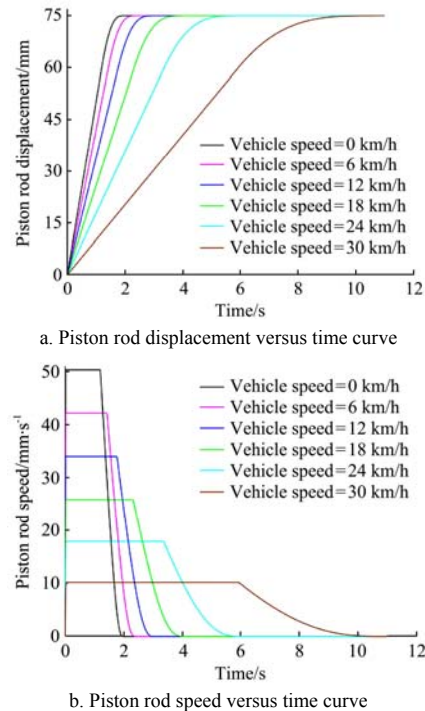 75
60
45
30
15
0
Piston rod displacement/mm
Vehicle speed=0 km/h
Vehicle speed=6 km/h
Vehicle speed=12 km/h
Vehicle speed=18 km/h
Vehicle speed=24 km/h
Vehicle speed=30 km/h
0 2 4 6 8 10 12
Time/s
a. Piston rod displacement versus time curve
50
40
30
20
10
0
Piston rod speed/mm·s⁻¹
Vehicle speed=0 km/h
Vehicle speed=6 km/h
Vehicle speed=12 km/h
Vehicle speed=18 km/h
Vehicle speed=24 km/h
Vehicle speed=30 km/h
0 2 4 6 8 10 12
Time/s
b. Piston rod speed versus time curve